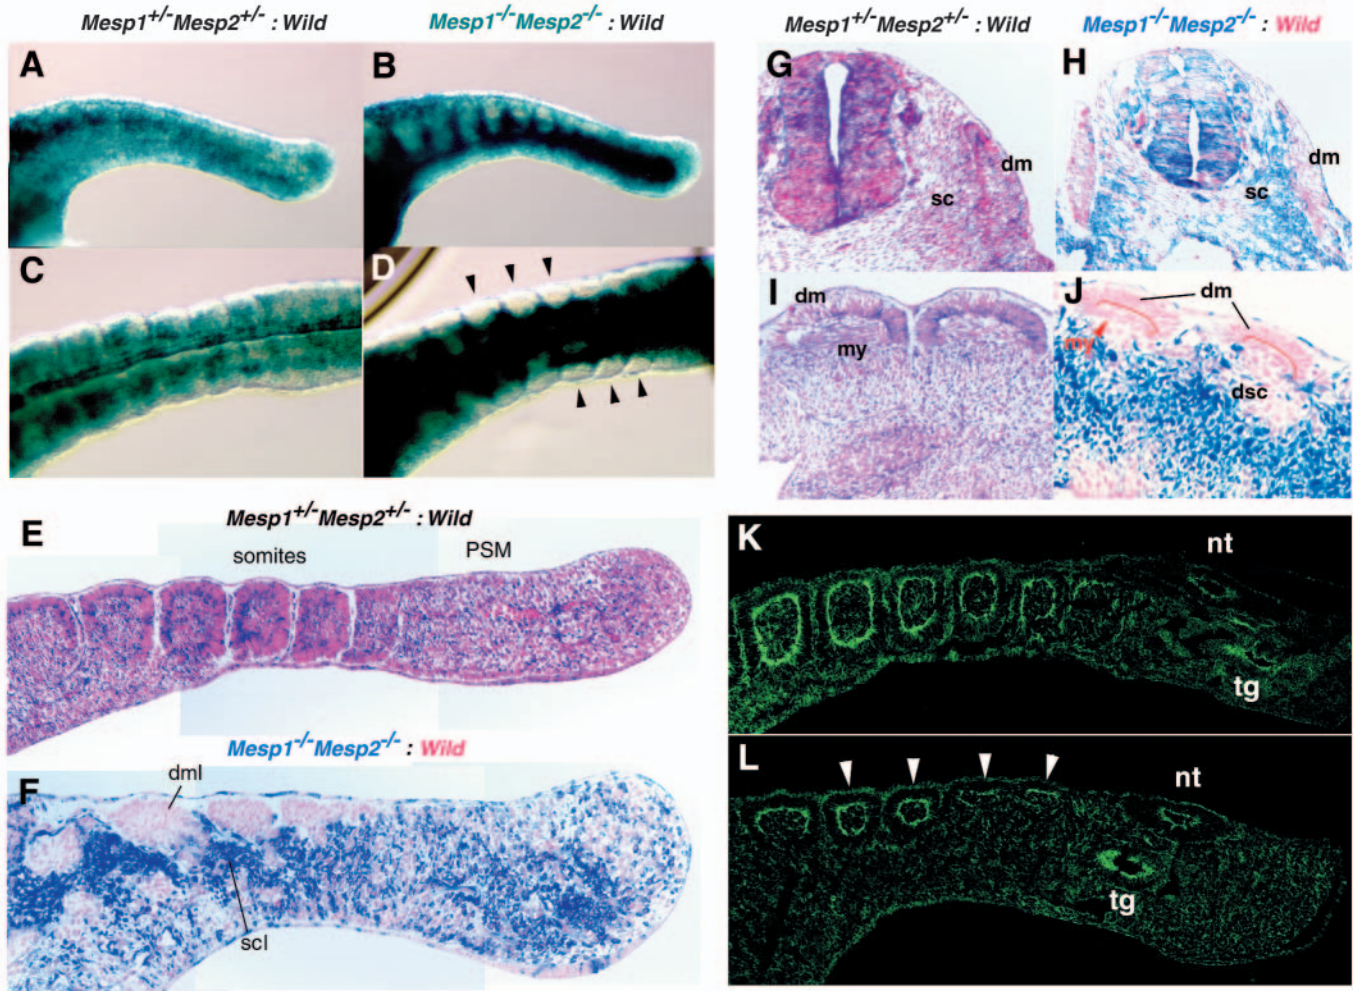 Mesp1+/-Mesp2+/- : Wild
Mesp1-/-Mesp2-/- : Wild
Mesp1+/-Mesp2+/- : Wild
Mesp1-/-Mesp2-/- : Wild
A
B
G
dm
sc
H
dm
sc
C
D
I
dm
my
J
dm
my
dsc
E
Mesp1+/-Mesp2+/- : Wild
somites
PSM
K
nt
tg
Mesp1-/-Mesp2-/- : Wild
F
dml
scl
L
nt
tg